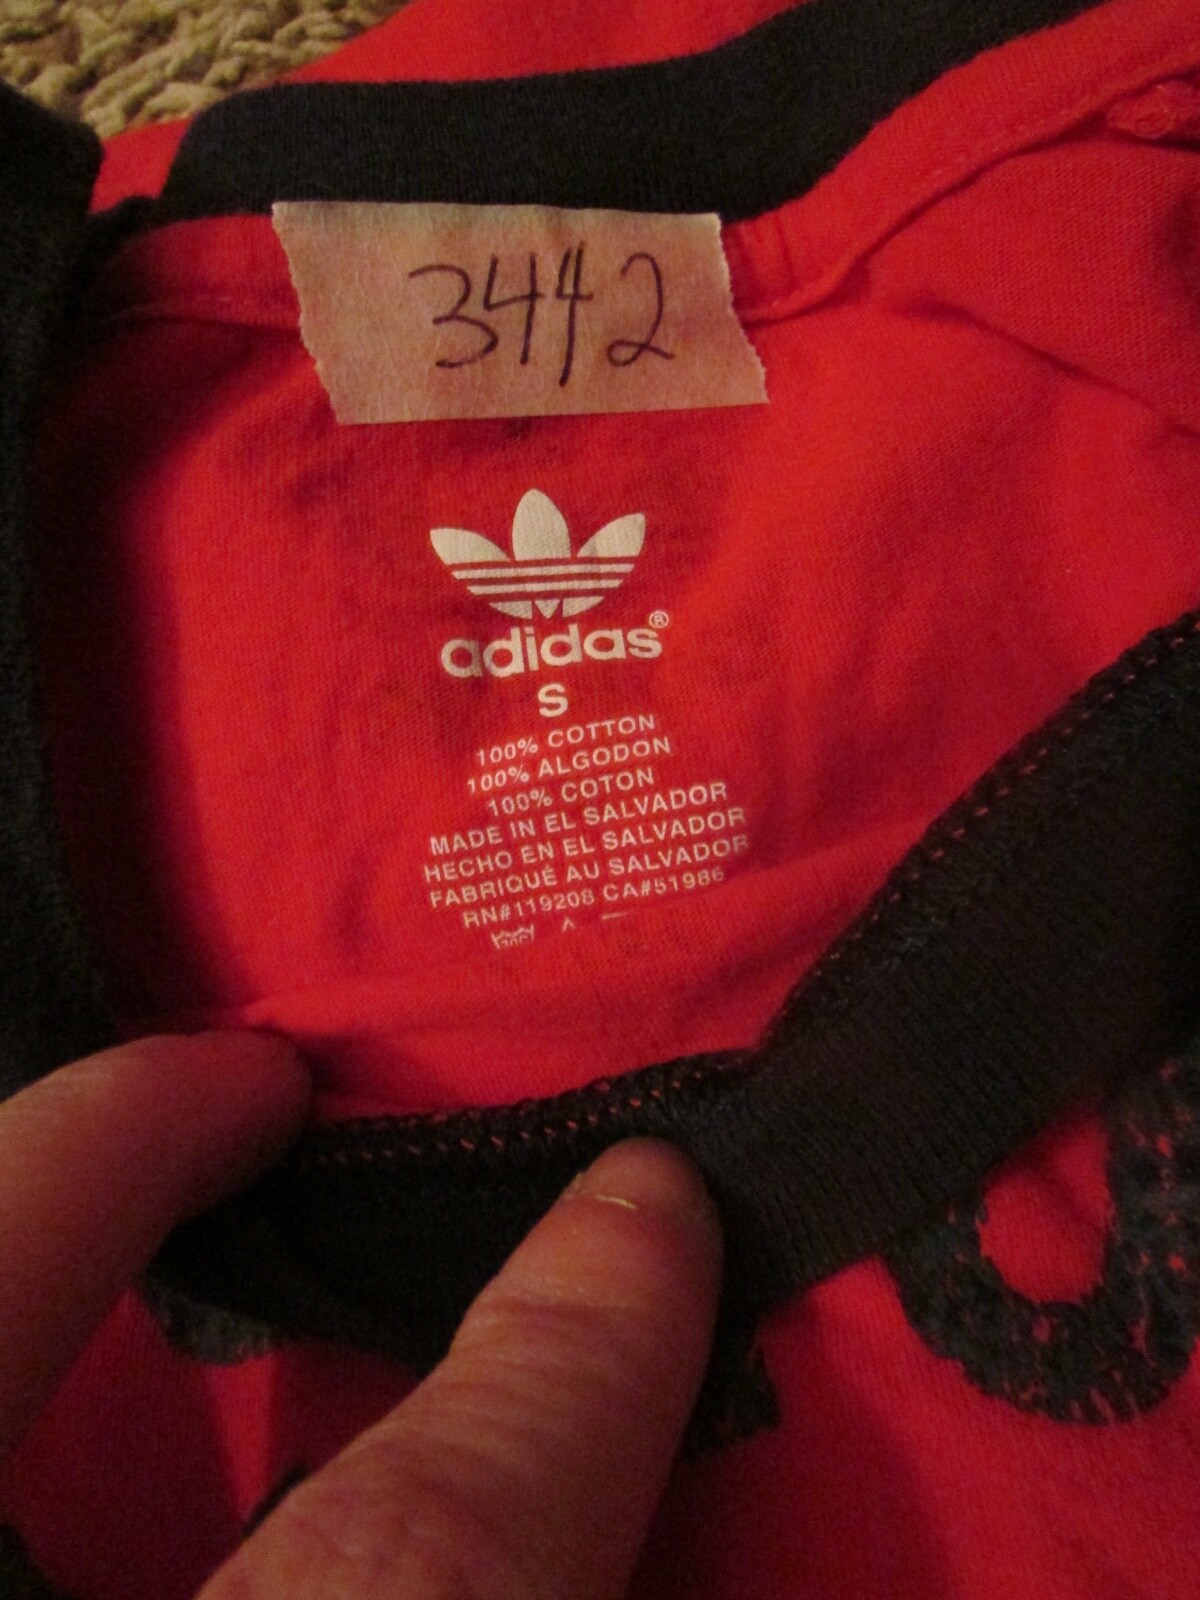 3442
adidas®
S
100% COTTON
100% ALGODON
100% COTON
MADE IN EL SALVADOR
HECHO EN EL SALVADOR
FABRIQUÉ AU SALVADOR
RN#119208 CA#51986